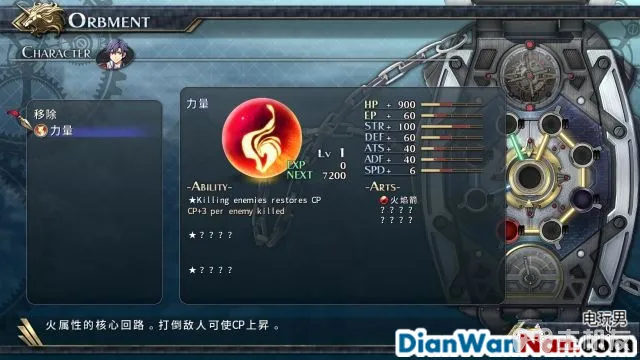 ORBMENT
CHARACTER
移除
力量
力量
HP + 900
EP + 60
STR + 100
DEF + 60
ATS + 40
ADF + 40
SPD + 6
Lv 1
EXP 0
NEXT 7200
-ABILITY-
★Killing enemies restores CP
CP+3 per enemy killed
★????
★????
-ARTS-
火焰箭
????
????
火属性的核心回路。打倒敌人可使CP上昇。
电玩男
DianWanNan.com